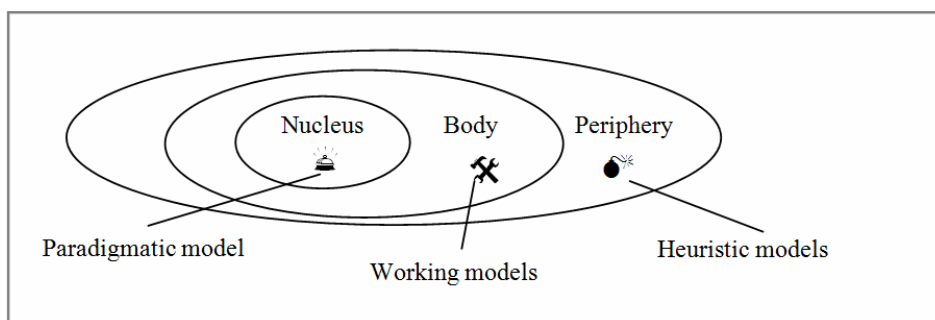 Nucleus
Body
Periphery
Paradigmatic model
Working models
Heuristic models